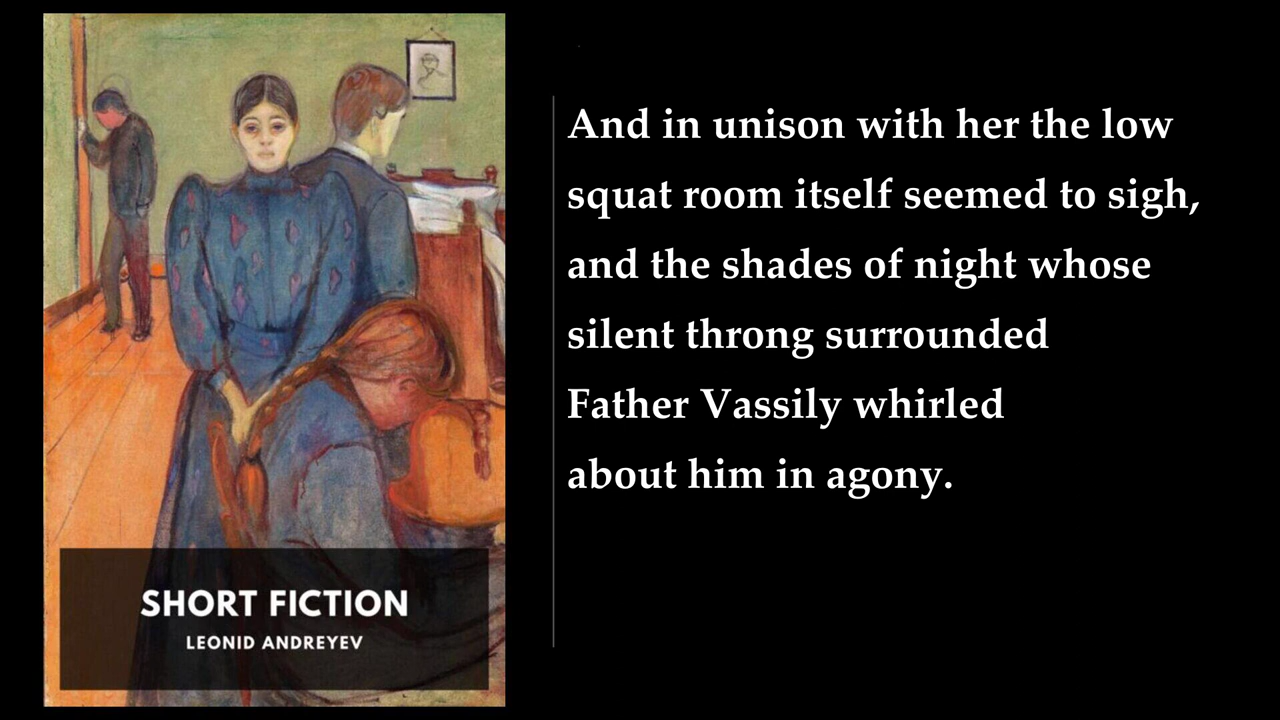 And in unison with her the low
squat room itself seemed to sigh,
and the shades of night whose
silent throng surrounded
Father Vassily whirled
about him in agony.
SHORT FICTION
LEONID ANDREYEV